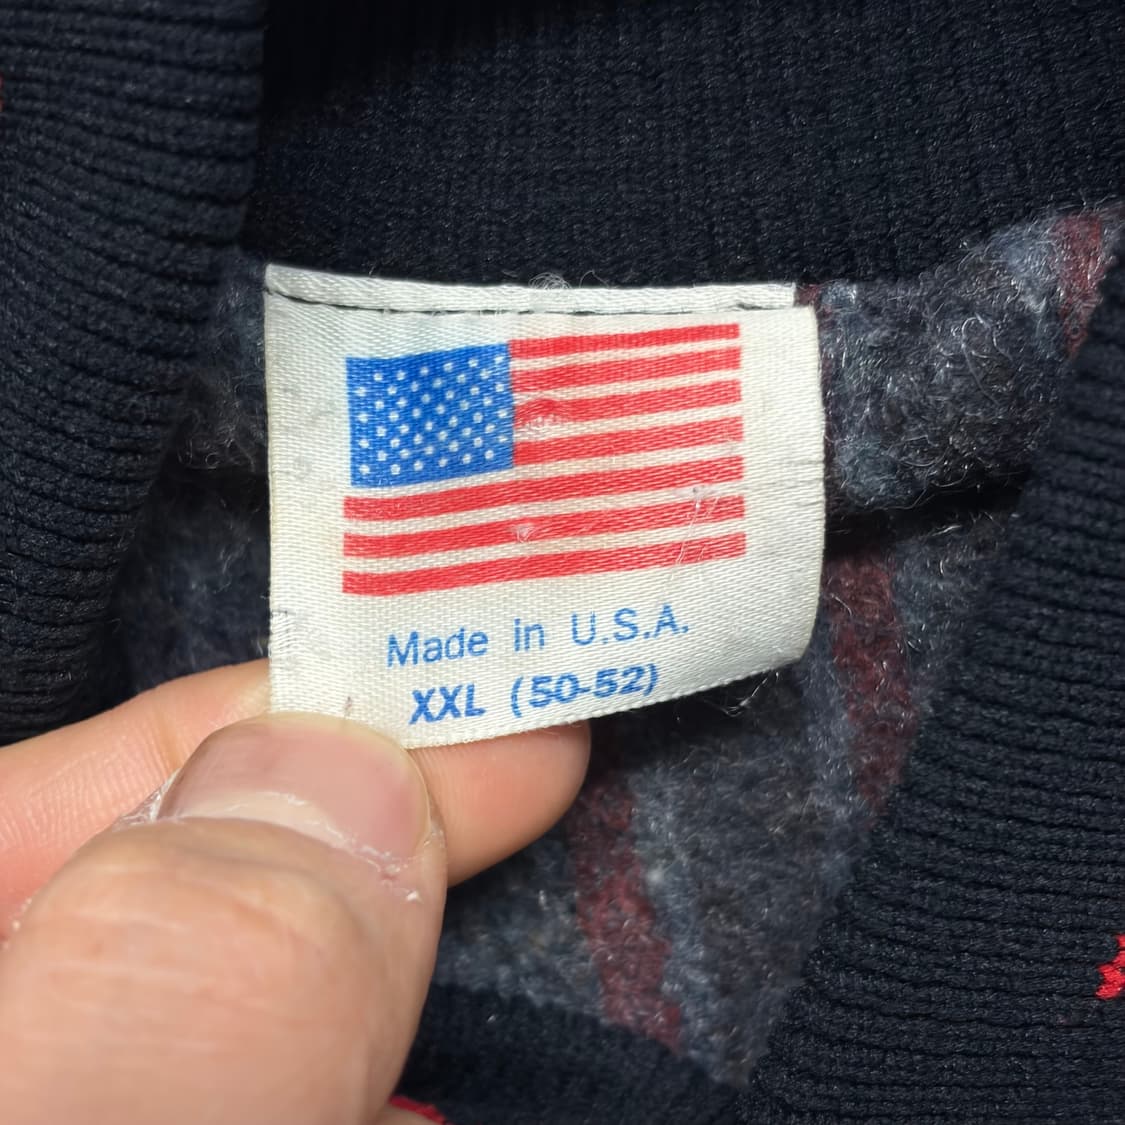 Made in U.S.A.
XXL (50-52)